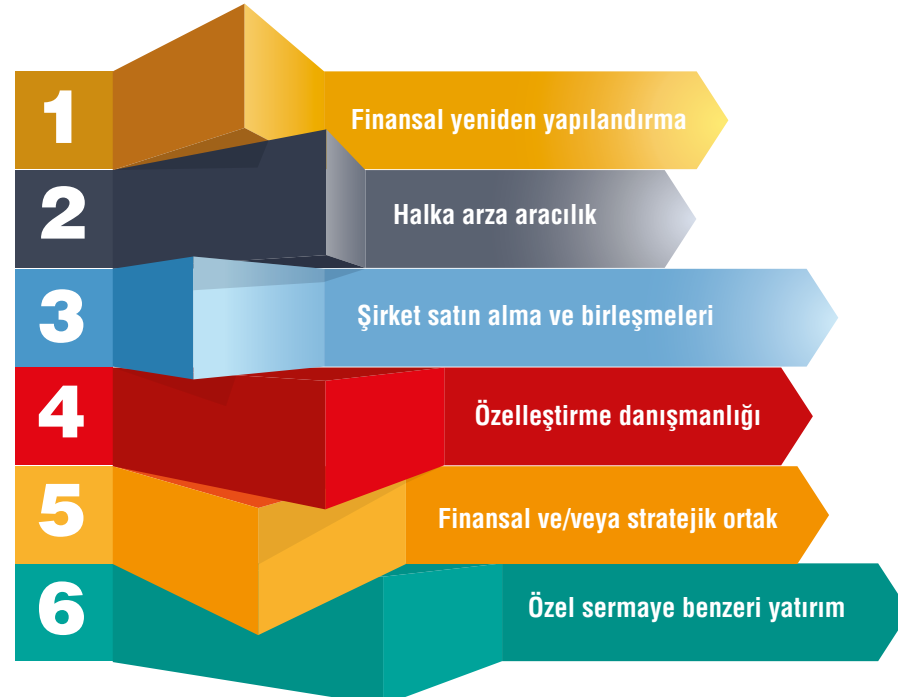 1
Finansal yeniden yapılandırma
2
Halka arza aracılık
3
Şirket satın alma ve birleşmeleri
4
Özelleştirme danışmanlığı
5
Finansal ve/veya stratejik ortak
6
Özel sermaye benzeri yatırım